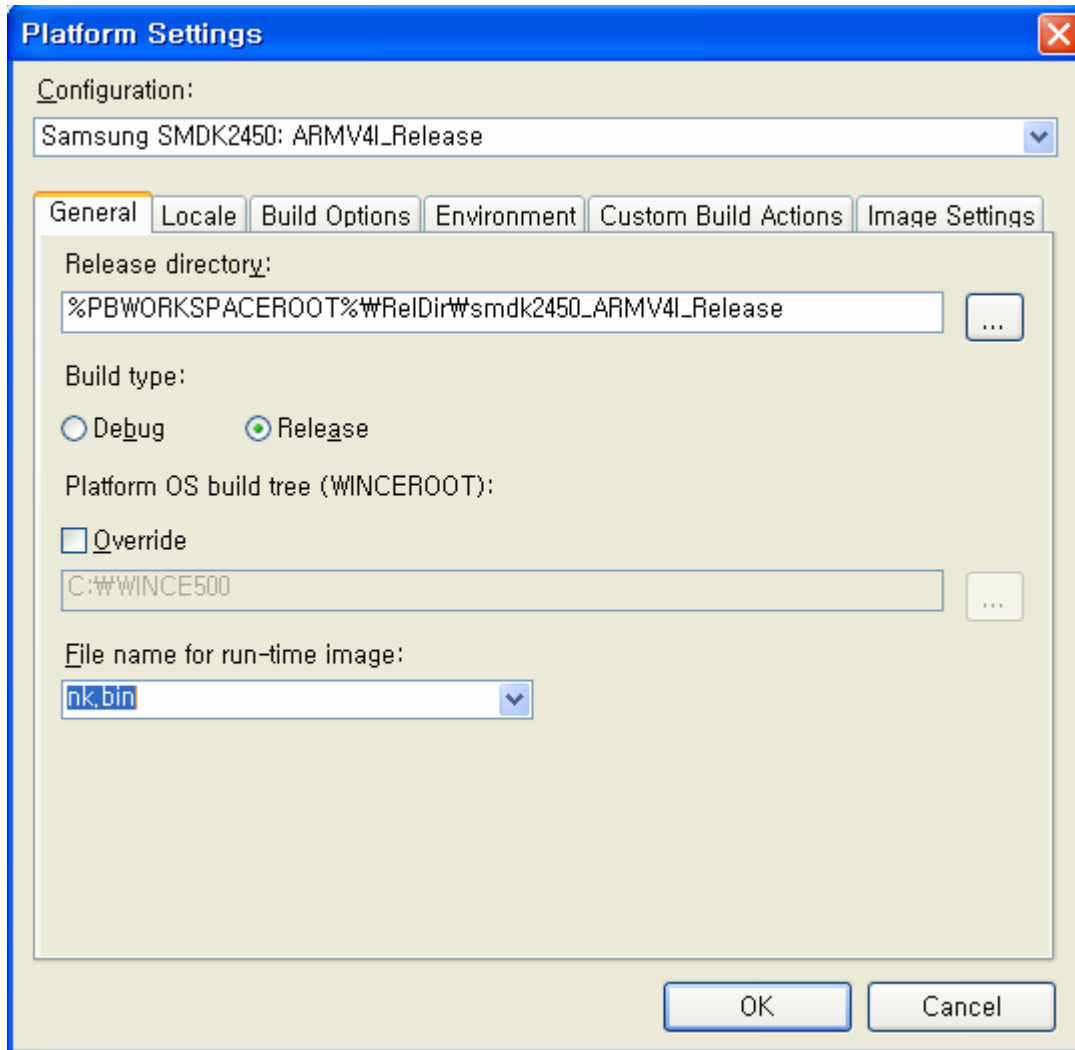 Platform Settings
Configuration:
Samsung SMDK2450: ARMV4I_Release
General Locale Build Options Environment Custom Build Actions Image Settings
Release directory:
%PBWORKSPACEROOT%₩RelDir₩smdk2450_ARMV4I_Release
...
Build type:
Debug Release
Platform OS build tree (WINCEROOT):
Override
C:₩WINCE500
...
File name for run-time image:
nk.bin
OK Cancel